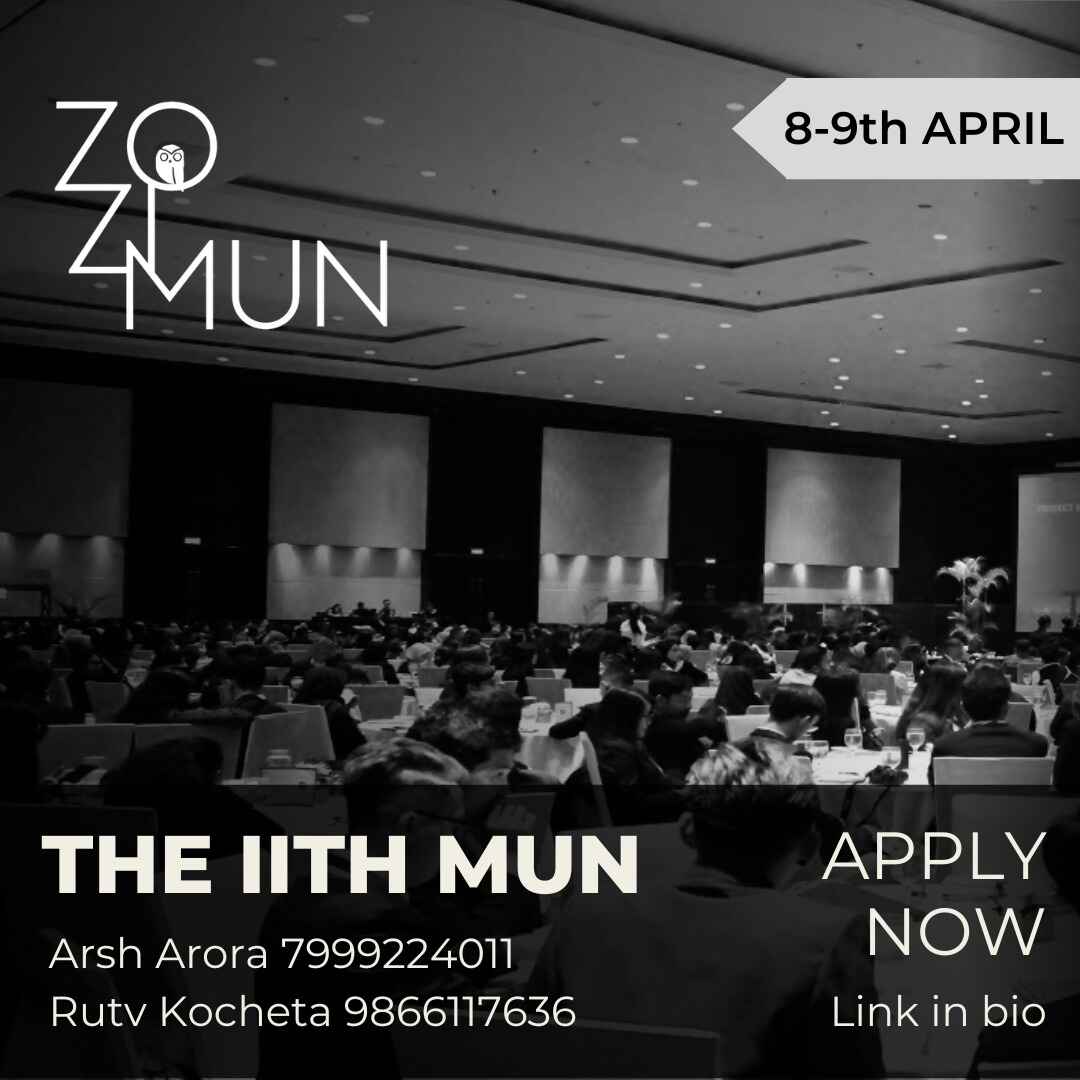 ZO
ZI
MUN
8-9th APRIL
THE IITH MUN
Arsh Arora 7999224011
Rutv Kocheta 9866117636
APPLY
NOW
Link in bio